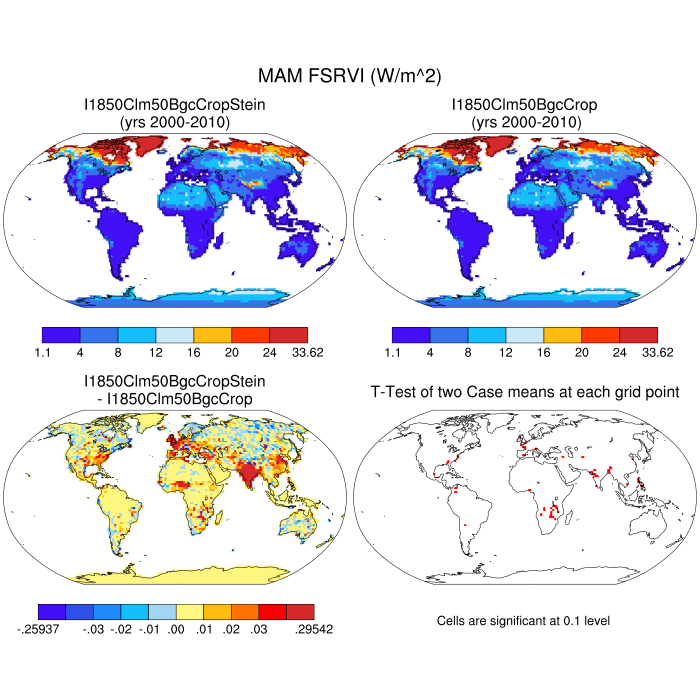 MAM FSRVI (W/m^2)
I1850Clm50BgcCropStein
(yrs 2000-2010)
I1850Clm50BgcCrop
(yrs 2000-2010)
1.1 4 8 12 16 20 24 33.62
1.1 4 8 12 16 20 24 33.62
I1850Clm50BgcCropStein
- I1850Clm50BgcCrop
T-Test of two Case means at each grid point
-.25937 -.03 -.02 -.01 .00 .01 .02 .03 .29542
Cells are significant at 0.1 level